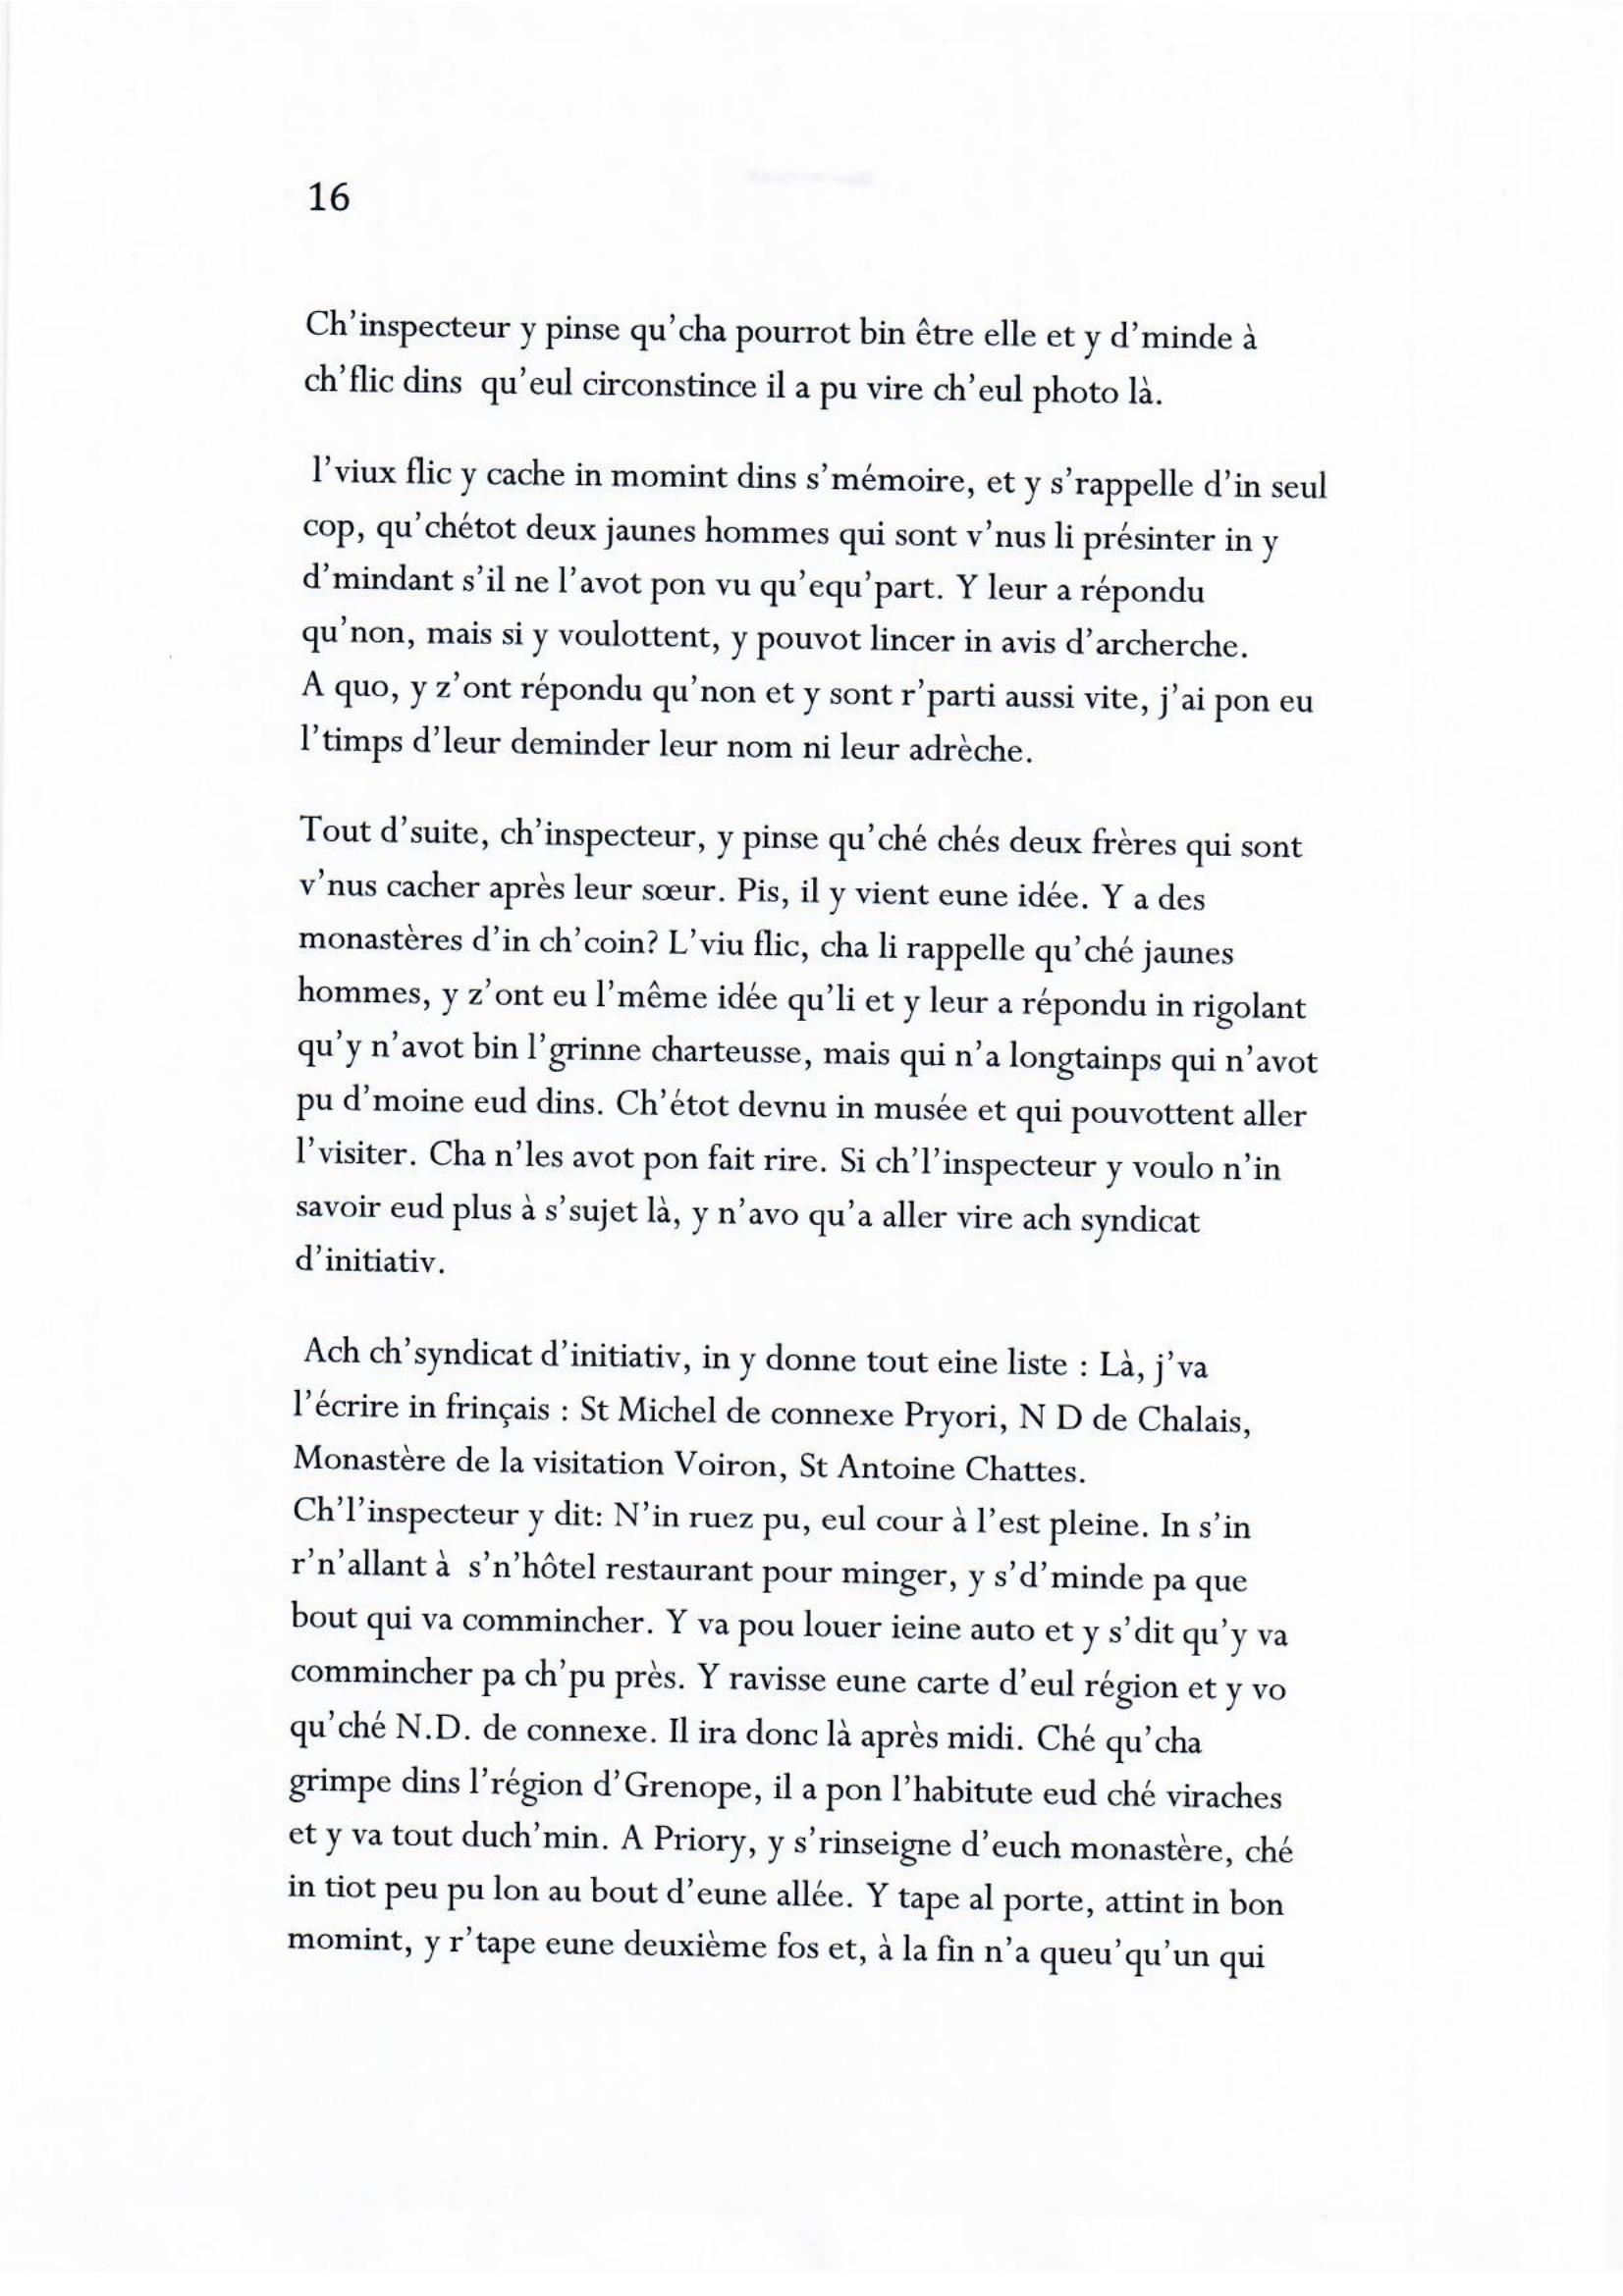 16
Ch'inspecteur y pinse qu'cha pourrot bin être elle et y d'minde à
ch'flic dins qu'eul circonstince il a pu vire ch'eul photo là.
l'viux flic y cache in momint dins s'mémoire, et y s'rappelle d'in seul
cop, qu'chétot deux jaunes hommes qui sont v'nus li présinter in y
d'mindant s'il ne l'avot pon vu qu'equ'part. Y leur a répondu
qu'non, mais si y voulottent, y pouvot lincer in avis d'archerche.
A quo, y z'ont répondu qu'non et y sont r'parti aussi vite, j'ai pon eu
l'timps d'leur deminder leur nom ni leur adrèche.
Tout d'suite, ch'inspecteur, y pinse qu'ché chés deux frères qui sont
v'nus cacher après leur sœur. Pis, il y vient eune idée. Y a des
monastères d'in ch'coin? L'viu flic, cha li rappelle qu'ché jaunes
hommes, y z'ont eu l'même idée qu'li et y leur a répondu in rigolant
qu'y n'avot bin l'grinne charteusse, mais qui n'a longtainps qui n'avot
pu d'moine eud dins. Ch'étot devnu in musée et qui pouvottent aller
l'visiter. Cha n'les avot pon fait rire. Si ch'l'inspecteur y voulo n'in
savoir eud plus à s'sujet là, y n'avo qu'a aller vire ach syndicat
d'initiativ.
Ach ch'syndicat d'initiativ, in y donne tout eine liste : Là, j'va
l'écrire in frinçais : St Michel de connexe Pryori, N D de Chalais,
Monastère de la visitation Voiron, St Antoine Chattes.
Ch'l'inspecteur y dit: N'in ruez pu, eul cour à l'est pleine. In s'in
r'n'allant à s'n'hôtel restaurant pour minger, y s'd'minde pa que
bout qui va commincher. Y va pou louer ieine auto et y s'dit qu'y va
commincher pa ch'pu près. Y ravisse eune carte d'eul région et y vo
qu'ché N.D. de connexe. Il ira donc là après midi. Ché qu'cha
grimpe dins l'région d'Grenope, il a pon l'habitute eud ché viraches
et y va tout duch'min. A Priory, y s'rinseigne d'euch monastère, ché
in tiot peu pu lon au bout d'eune allée. Y tape al porte, attint in bon
momint, y r'tape eune deuxième fos et, à la fin n'a queu'qu'un qui